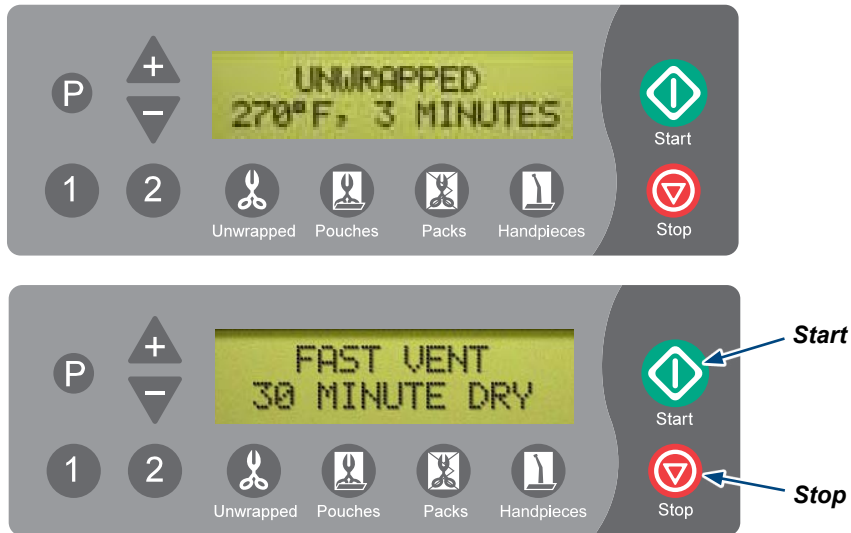 P
+
−
UNWRAPPED
270°F, 3 MINUTES
Start
1
2
Unwrapped
Pouches
Packs
Handpieces
Stop
P
+
−
FAST VENT
30 MINUTE DRY
Start
Start
1
2
Unwrapped
Pouches
Packs
Handpieces
Stop
Stop